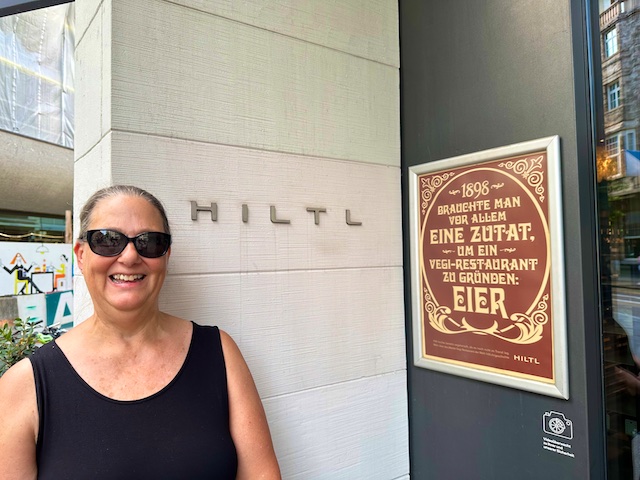 HILTL
1898
BRAUCHTE MAN
VOR ALLEM
EINE ZUTAT,
UM EIN
VEGI-RESTAURANT
ZU GRÜNDEN:
EIER
HILTL